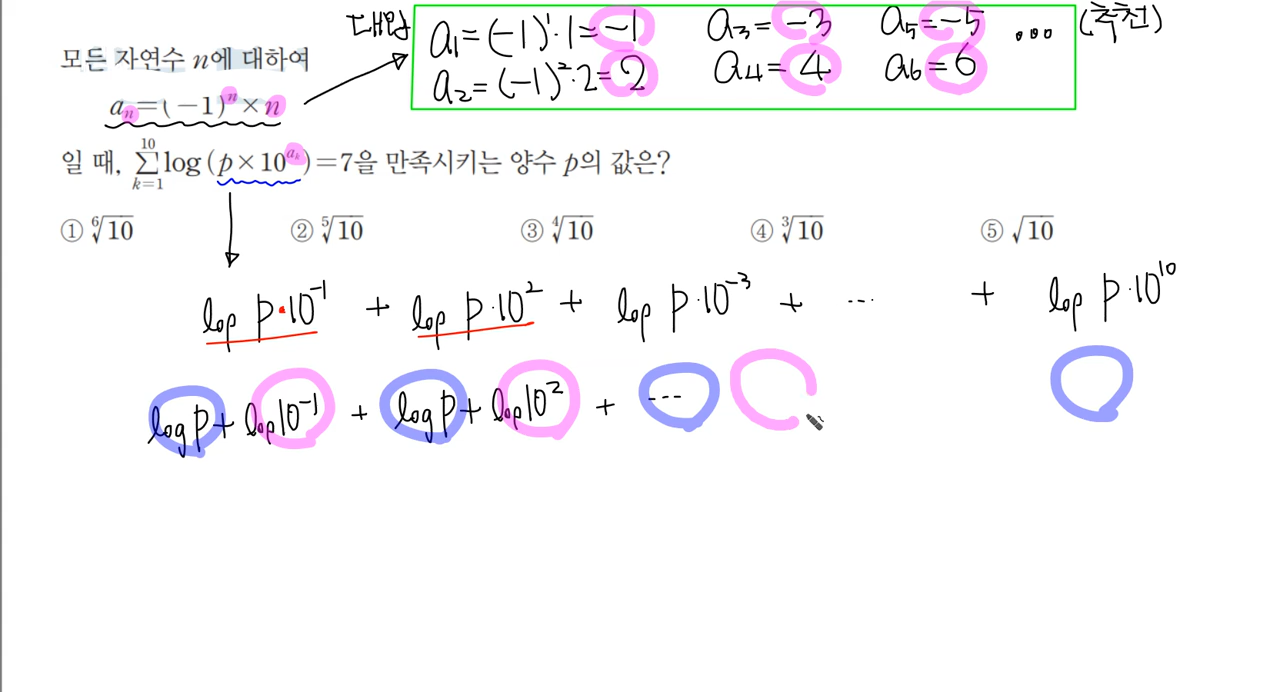 대입 a₁=(-1)¹·1=-1 a₃=-3 a₅=-5 ... (추천)
a₂=(-1)²·2=2 a₄=4 a₆=6
모든 자연수 n에 대하여
aₙ=(-1)ⁿ×n
일 때, \sum_{k=1}^{10} log(p×10^{a_k})=7을 만족시키는 양수 p의 값은?
① ⁶√10 ② ⁵√10 ③ ⁴√10 ④ ³√10 ⑤ √10
log p·10⁻¹ + log p·10² + log p·10⁻³ + ... + log p·10¹⁰
log p + log 10⁻¹ + log p + log 10² + ---